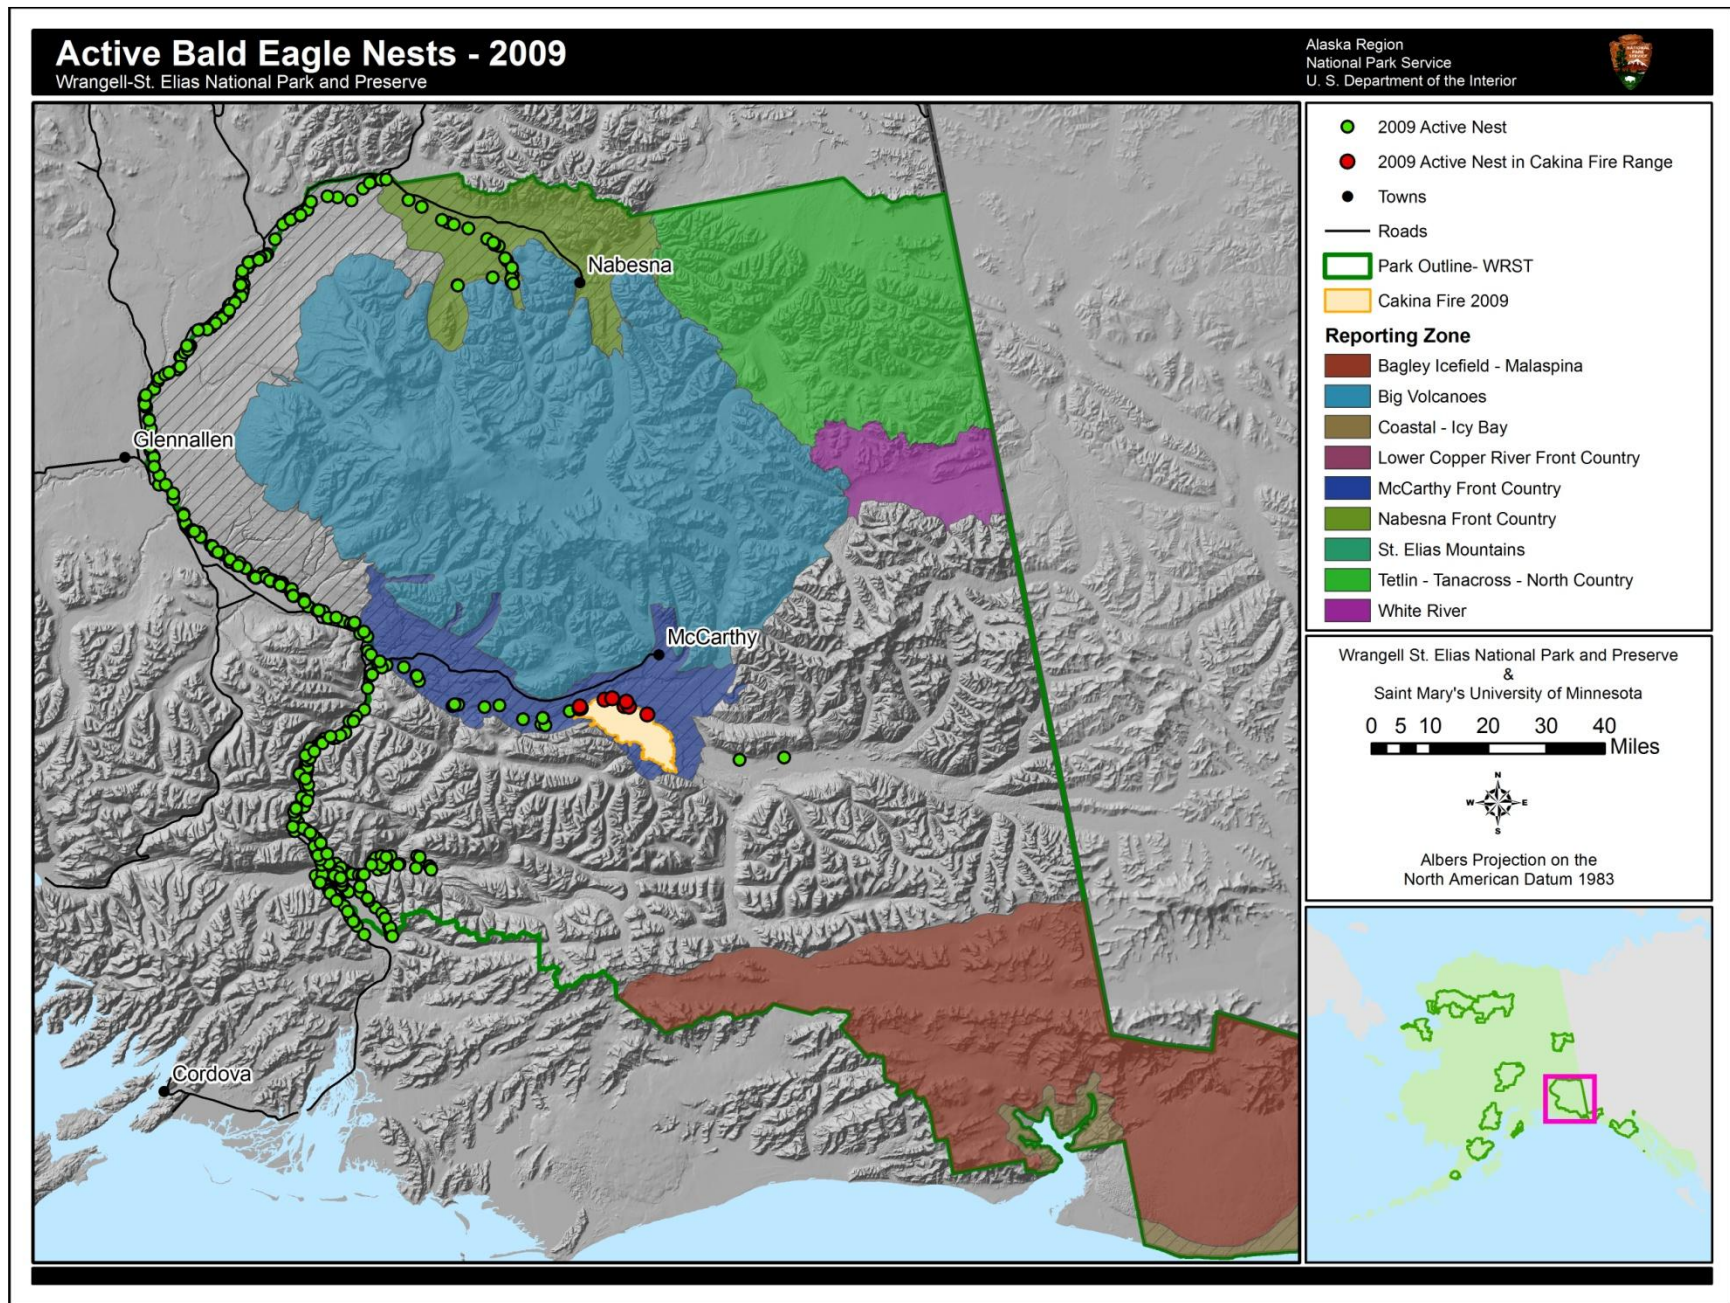 Active Bald Eagle Nests - 2009
Wrangell-St. Elias National Park and Preserve
Alaska Region
National Park Service
U. S. Department of the Interior
Nabesna
Glennallen
McCarthy
Cordova
2009 Active Nest
2009 Active Nest in Cakina Fire Range
Towns
Roads
Park Outline- WRST
Cakina Fire 2009
Reporting Zone
Bagley Icefield - Malaspina
Big Volcanoes
Coastal - Icy Bay
Lower Copper River Front Country
McCarthy Front Country
Nabesna Front Country
St. Elias Mountains
Tetlin - Tanacross - North Country
White River
Wrangell St. Elias National Park and Preserve
&
Saint Mary's University of Minnesota
0 5 10 20 30 40
Miles
N
W E
S
Albers Projection on the
North American Datum 1983